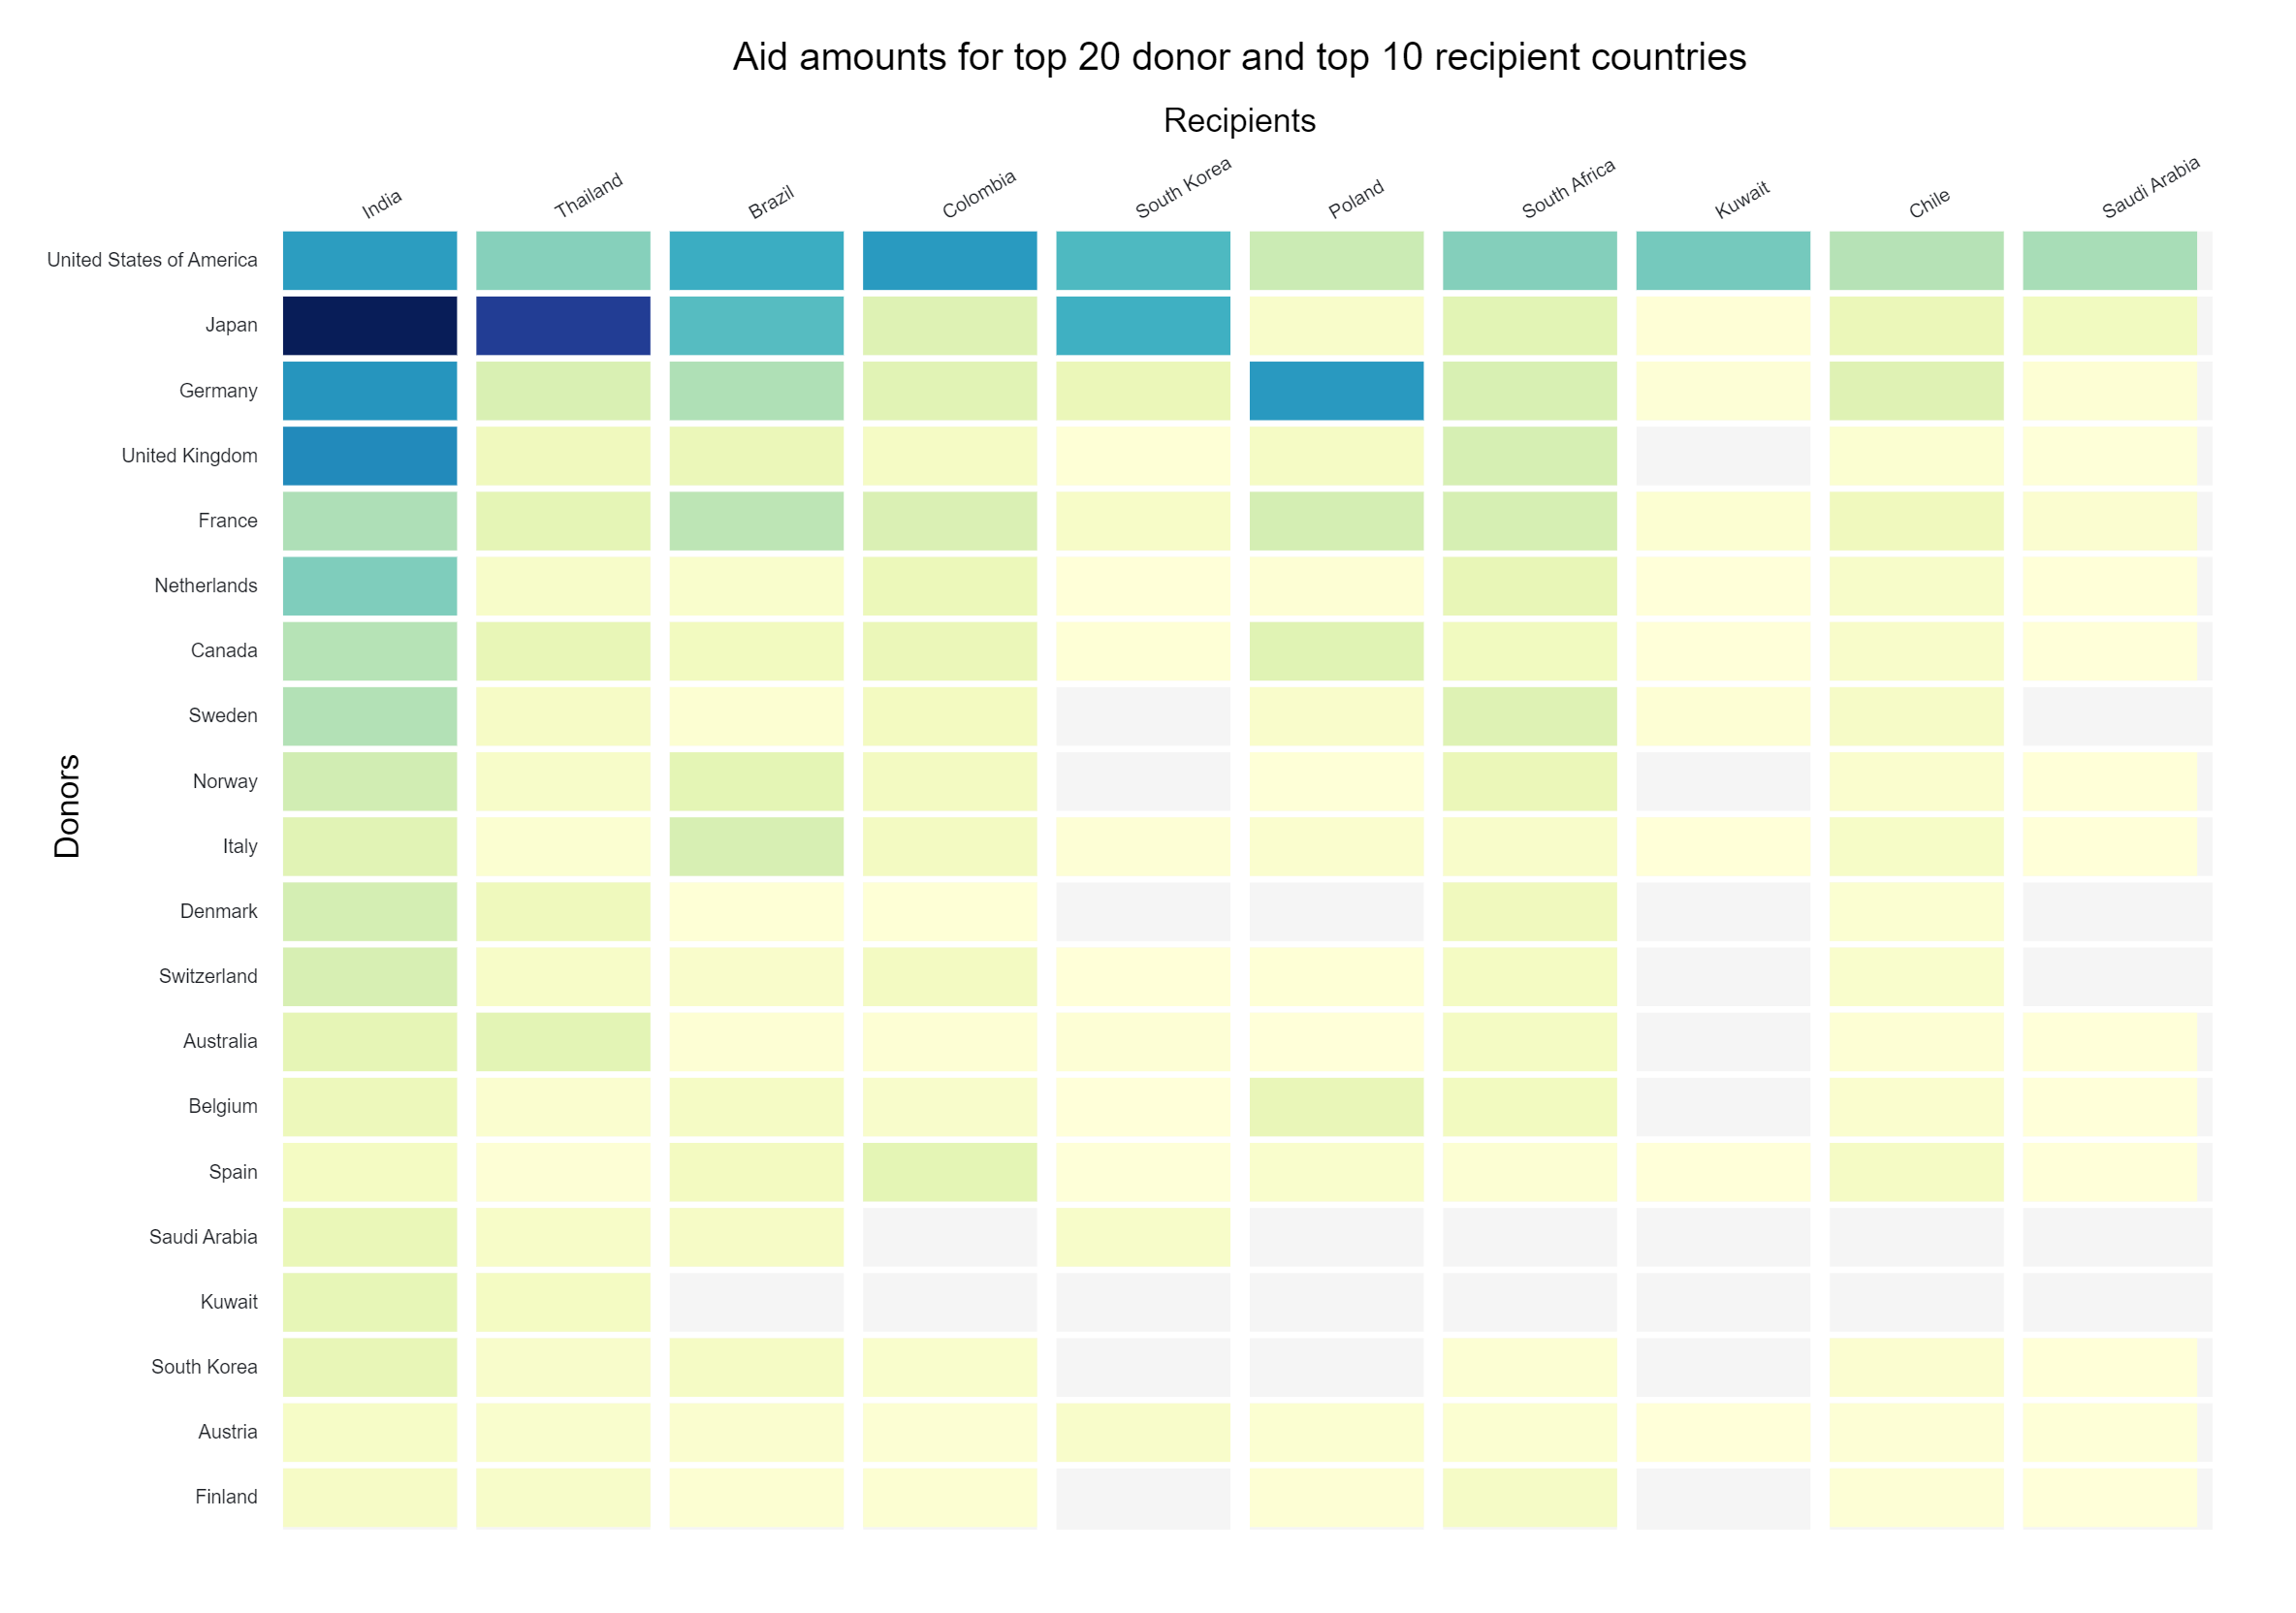 Aid amounts for top 20 donor and top 10 recipient countries
Recipients
India
Thailand
Brazil
Colombia
South Korea
Poland
South Africa
Kuwait
Chile
Saudi Arabia
Donors
United States of America
Japan
Germany
United Kingdom
France
Netherlands
Canada
Sweden
Norway
Italy
Denmark
Switzerland
Australia
Belgium
Spain
Saudi Arabia
Kuwait
South Korea
Austria
Finland